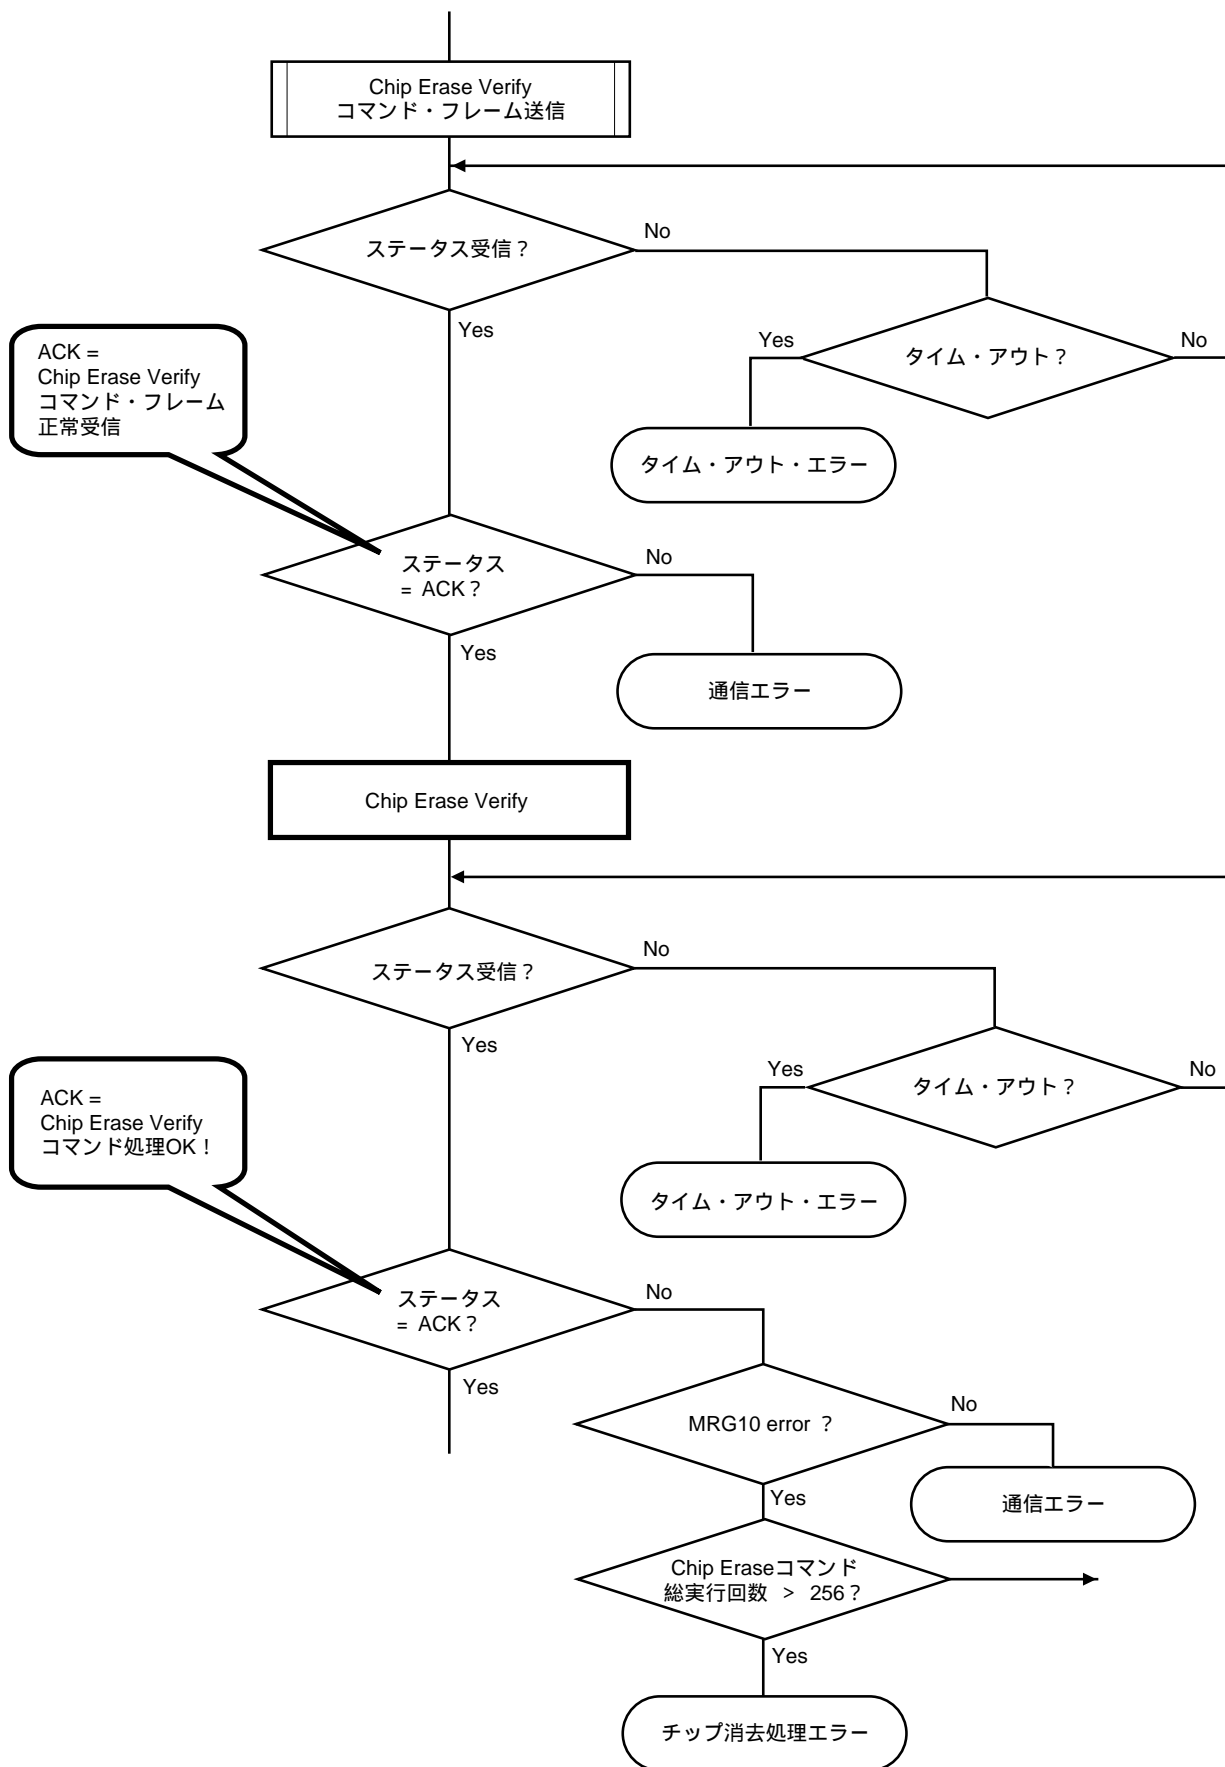 Chip Erase Verify
コマンド・フレーム送信
ステータス受信？
No
Yes
ACK =
Chip Erase Verify
コマンド・フレーム
正常受信
Yes
タイム・アウト？
No
タイム・アウト・エラー
ステータス
= ACK？
No
Yes
通信エラー
Chip Erase Verify
ステータス受信？
No
Yes
Yes
タイム・アウト？
No
ACK =
Chip Erase Verify
コマンド処理OK！
タイム・アウト・エラー
ステータス
= ACK？
No
Yes
MRG10 error ？
No
Yes
通信エラー
Chip Eraseコマンド
総実行回数 > 256？
Yes
チップ消去処理エラー